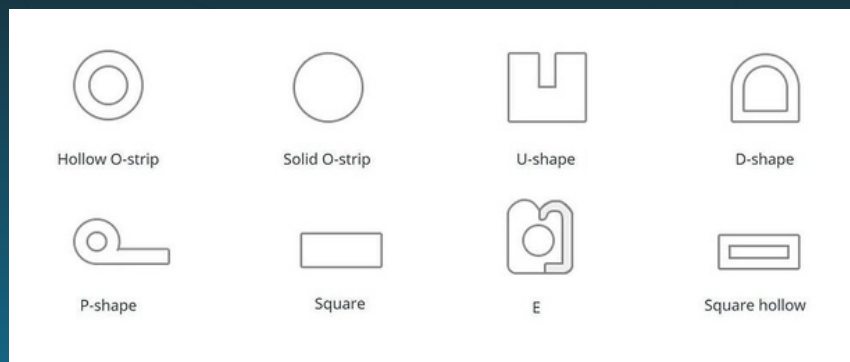 Hollow O-strip
Solid O-strip
U-shape
D-shape
P-shape
Square
E
Square hollow